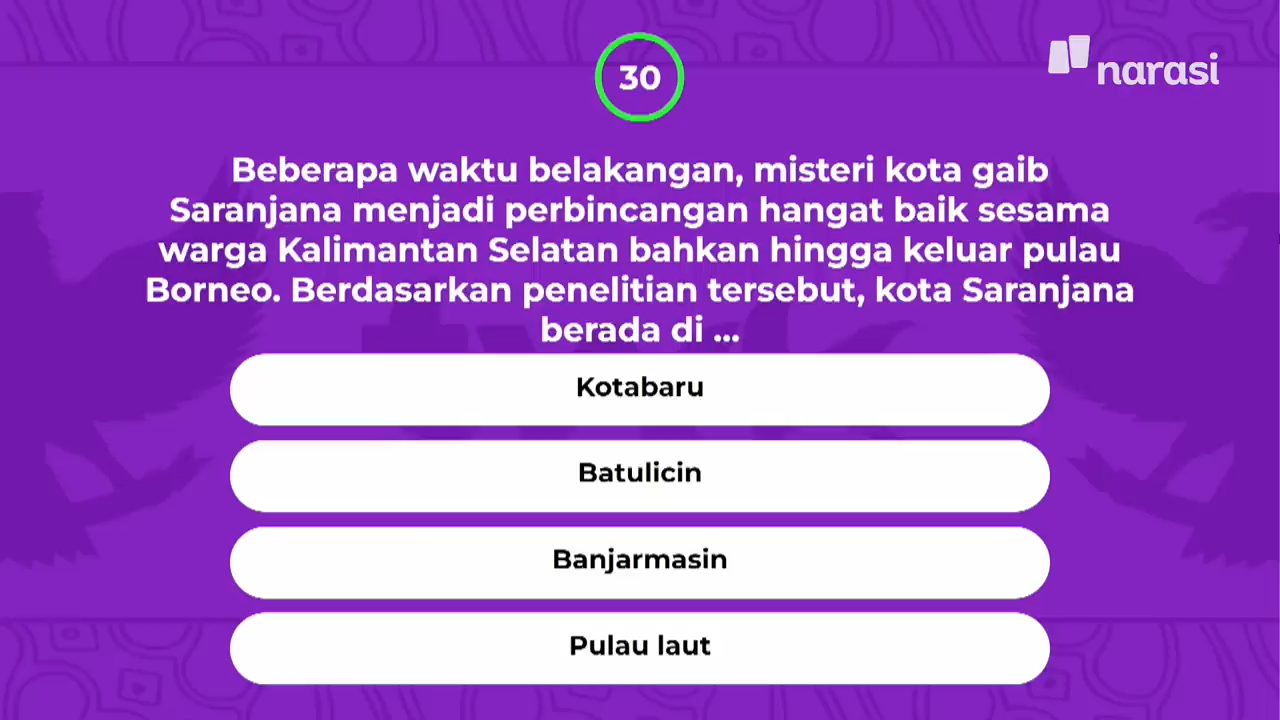 30
narasi
Beberapa waktu belakangan, misteri kota gaib
Saranjana menjadi perbincangan hangat baik sesama
warga Kalimantan Selatan bahkan hingga keluar pulau
Borneo. Berdasarkan penelitian tersebut, kota Saranjana
berada di ...
Kotabaru
Batulicin
Banjarmasin
Pulau laut